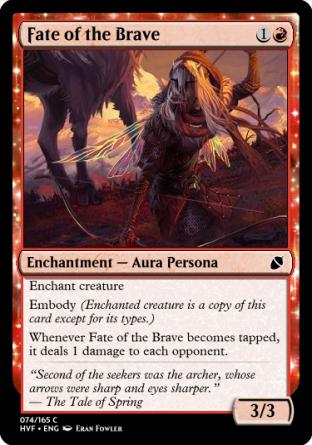 Fate of the Brave 1
Enchantment — Aura Persona
Enchant creature
Embody (Enchanted creature is a copy of this
card except for its types.)
Whenever Fate of the Brave becomes tapped,
it deals 1 damage to each opponent.
“Second of the seekers was the archer, whose
arrows were sharp and eyes sharper.”
— The Tale of Spring
3/3
074/165 C
HVF • ENG Eran Fowler